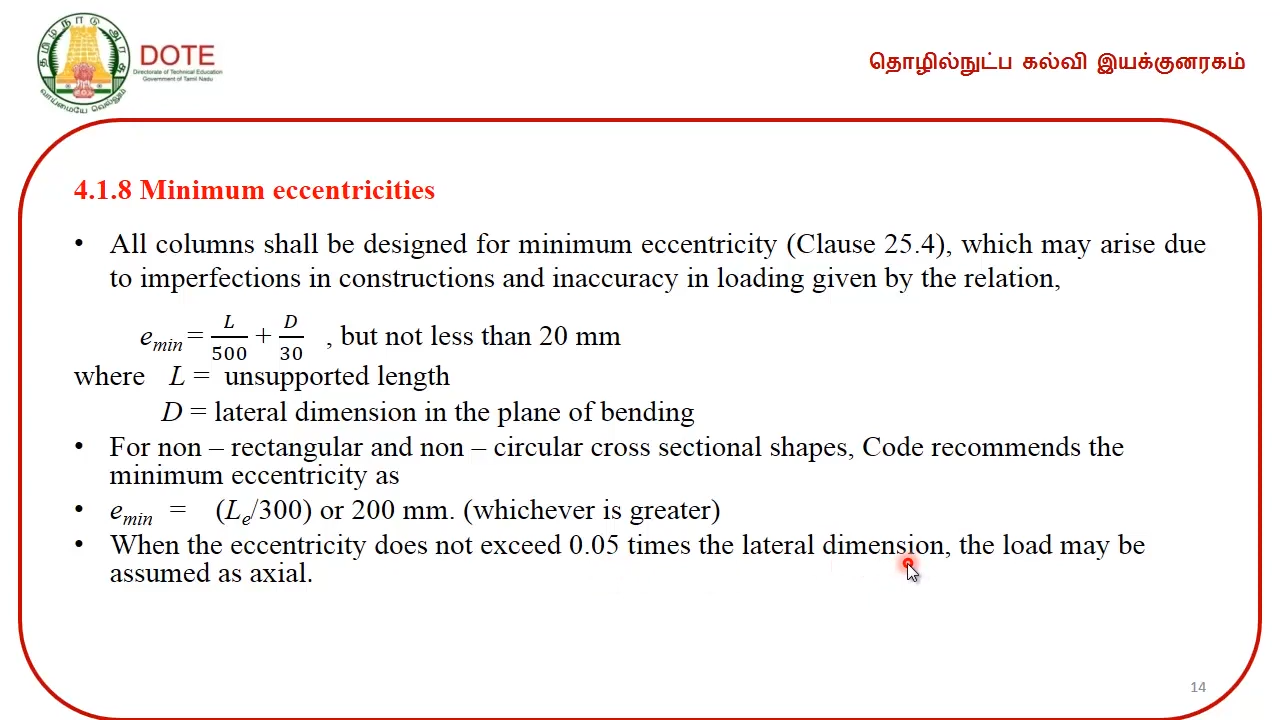 தமிழ்நாடு அரசு
வாய்மையே வெல்லும்
DOTE
Directorate of Technical Education
Government of Tamil Nadu
தொழில்நுட்ப கல்வி இயக்குனரகம்
4.1.8 Minimum eccentricities
• All columns shall be designed for minimum eccentricity (Clause 25.4), which may arise due
to imperfections in constructions and inaccuracy in loading given by the relation,
e_min = L/500 + D/30 , but not less than 20 mm
where L = unsupported length
D = lateral dimension in the plane of bending
• For non – rectangular and non – circular cross sectional shapes, Code recommends the
minimum eccentricity as
• e_min = (L_e/300) or 200 mm. (whichever is greater)
• When the eccentricity does not exceed 0.05 times the lateral dimension, the load may be
assumed as axial.
14